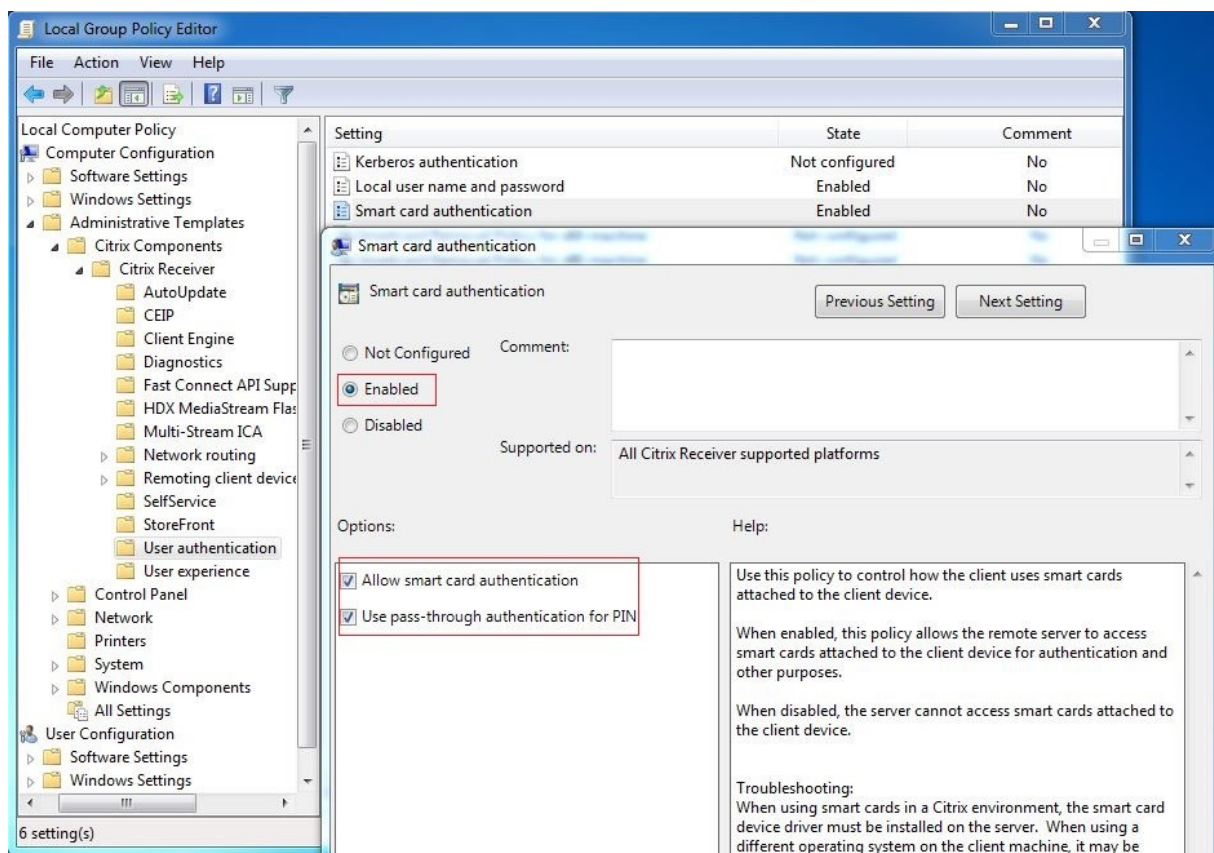 Local Group Policy Editor
File Action View Help
Local Computer Policy
Computer Configuration
Software Settings
Windows Settings
Administrative Templates
Citrix Components
Citrix Receiver
AutoUpdate
CEIP
Client Engine
Diagnostics
Fast Connect API Supp
HDX MediaStream Flas
Multi-Stream ICA
Network routing
Remoting client device
SelfService
StoreFront
User authentication
User experience
Control Panel
Network
Printers
System
Windows Components
All Settings
User Configuration
Software Settings
Windows Settings
6 setting(s)
Setting State Comment
Kerberos authentication Not configured No
Local user name and password Enabled No
Smart card authentication Enabled No
Smart card authentication
Smart card authentication
Previous Setting Next Setting
Not Configured
Enabled
Disabled
Comment:
Supported on: All Citrix Receiver supported platforms
Options:
Allow smart card authentication
Use pass-through authentication for PIN
Help:
Use this policy to control how the client uses smart cards
attached to the client device.
When enabled, this policy allows the remote server to access
smart cards attached to the client device for authentication and
other purposes.
When disabled, the server cannot access smart cards attached to
the client device.
Troubleshooting:
When using smart cards in a Citrix environment, the smart card
device driver must be installed on the server. When using a
different operating system on the client machine, it may be